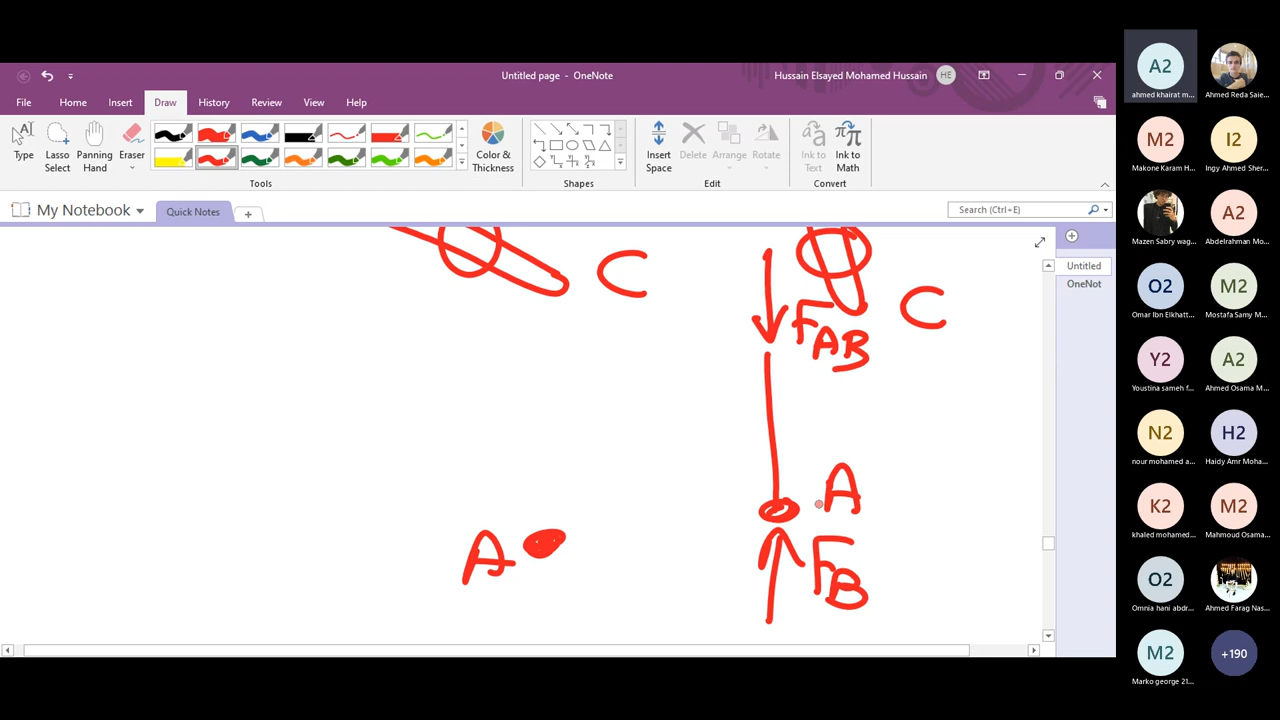 Untitled page - OneNote
Hussain Elsayed Mohamed Hussain HE
File Home Insert Draw History Review View Help
Type
Lasso Select
Panning Hand
Eraser
Color & Thickness
Insert Space
Delete
Arrange
Rotate
Ink to Text
Ink to Math
Tools
Shapes
Edit
Convert
My Notebook
Quick Notes
Search (Ctrl+E)
Untitled
OneNot
C
C
FAB
A
A
FB
A2
ahmed khairat m...
Ahmed Reda Saie...
M2
Makone Karam H...
I2
Ingy Ahmed Sher...
Mazen Sabry wag...
A2
Abdelrahman Mo...
O2
Omar Ibn Elkhatt...
M2
Mostafa Samy M...
Y2
Youstina sameh f...
A2
Ahmed Osama M...
N2
nour mohamed a...
H2
Haidy Amr Moha...
K2
khaled mohamed...
M2
Mahmoud Osama...
O2
Omnia hani abdr...
Ahmed Farag Nas...
M2
Marko george 21...
+190